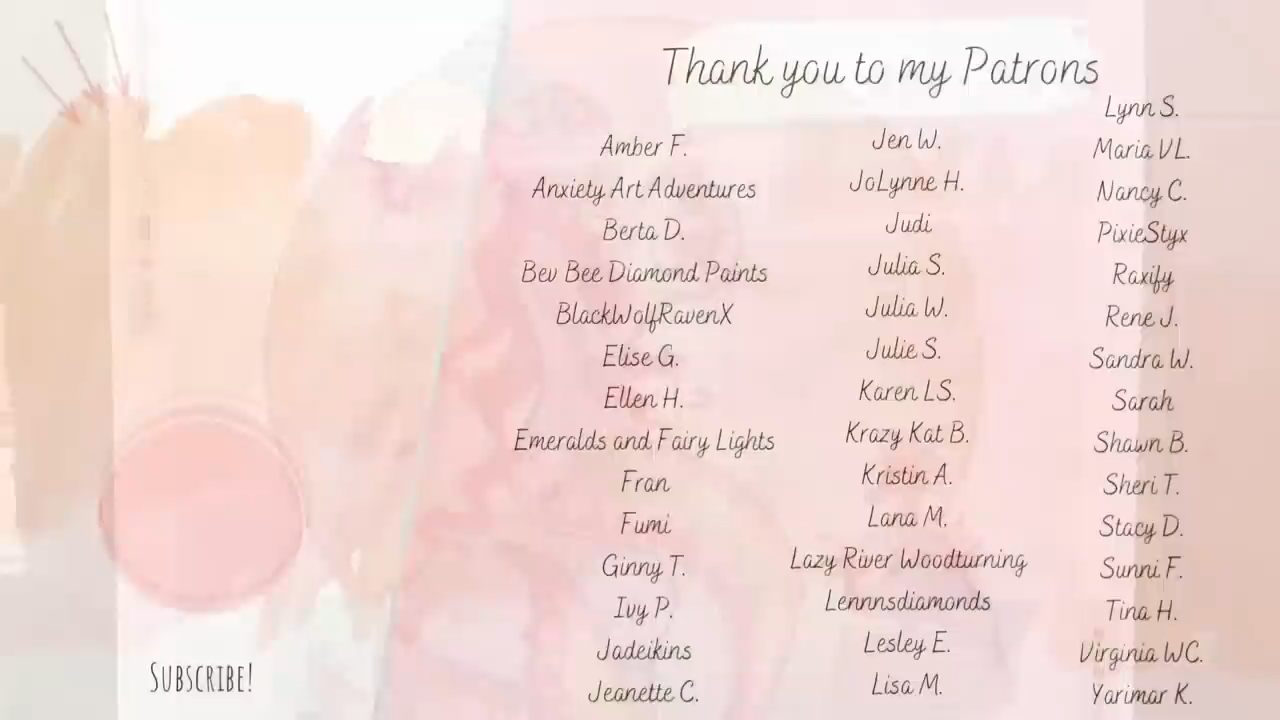 Thank you to my Patrons
Amber F.
Anxiety Art Adventures
Berta D.
Bev Bee Diamond Paints
BlackWolfRavenX
Elise G.
Ellen H.
Emeralds and Fairy Lights
Fran
Fumi
Ginny T.
Ivy P.
Jadeikins
Jeanette C.
Jen W.
JoLynne H.
Judi
Julia S.
Julia W.
Julie S.
Karen LS.
Krazy Kat B.
Kristin A.
Lana M.
Lazy River Woodturning
Lennnsdiamonds
Lesley E.
Lisa M.
Lynn S.
Maria VL.
Nancy C.
PixieStyx
Raxify
Rene J.
Sandra W.
Sarah
Shawn B.
Sheri T.
Stacy D.
Sunni F.
Tina H.
Virginia WC.
Yarimar K.
SUBSCRIBE!